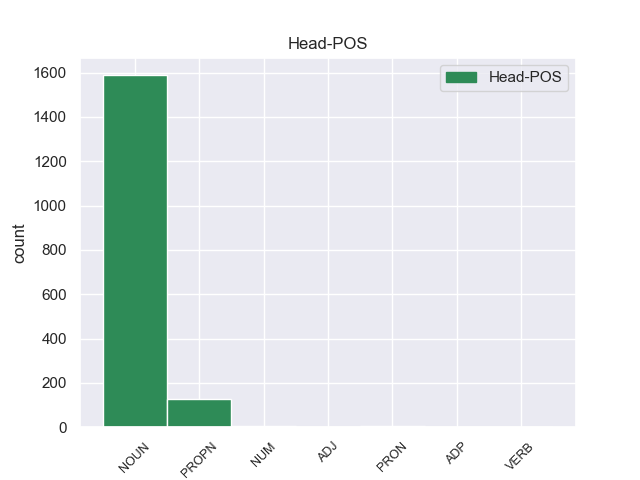 Head-POS
Head-POS
count
1600
1400
1200
1000
800
600
400
200
0
NOUN
PROPN
NUM
ADJ
PRON
ADP
VERB